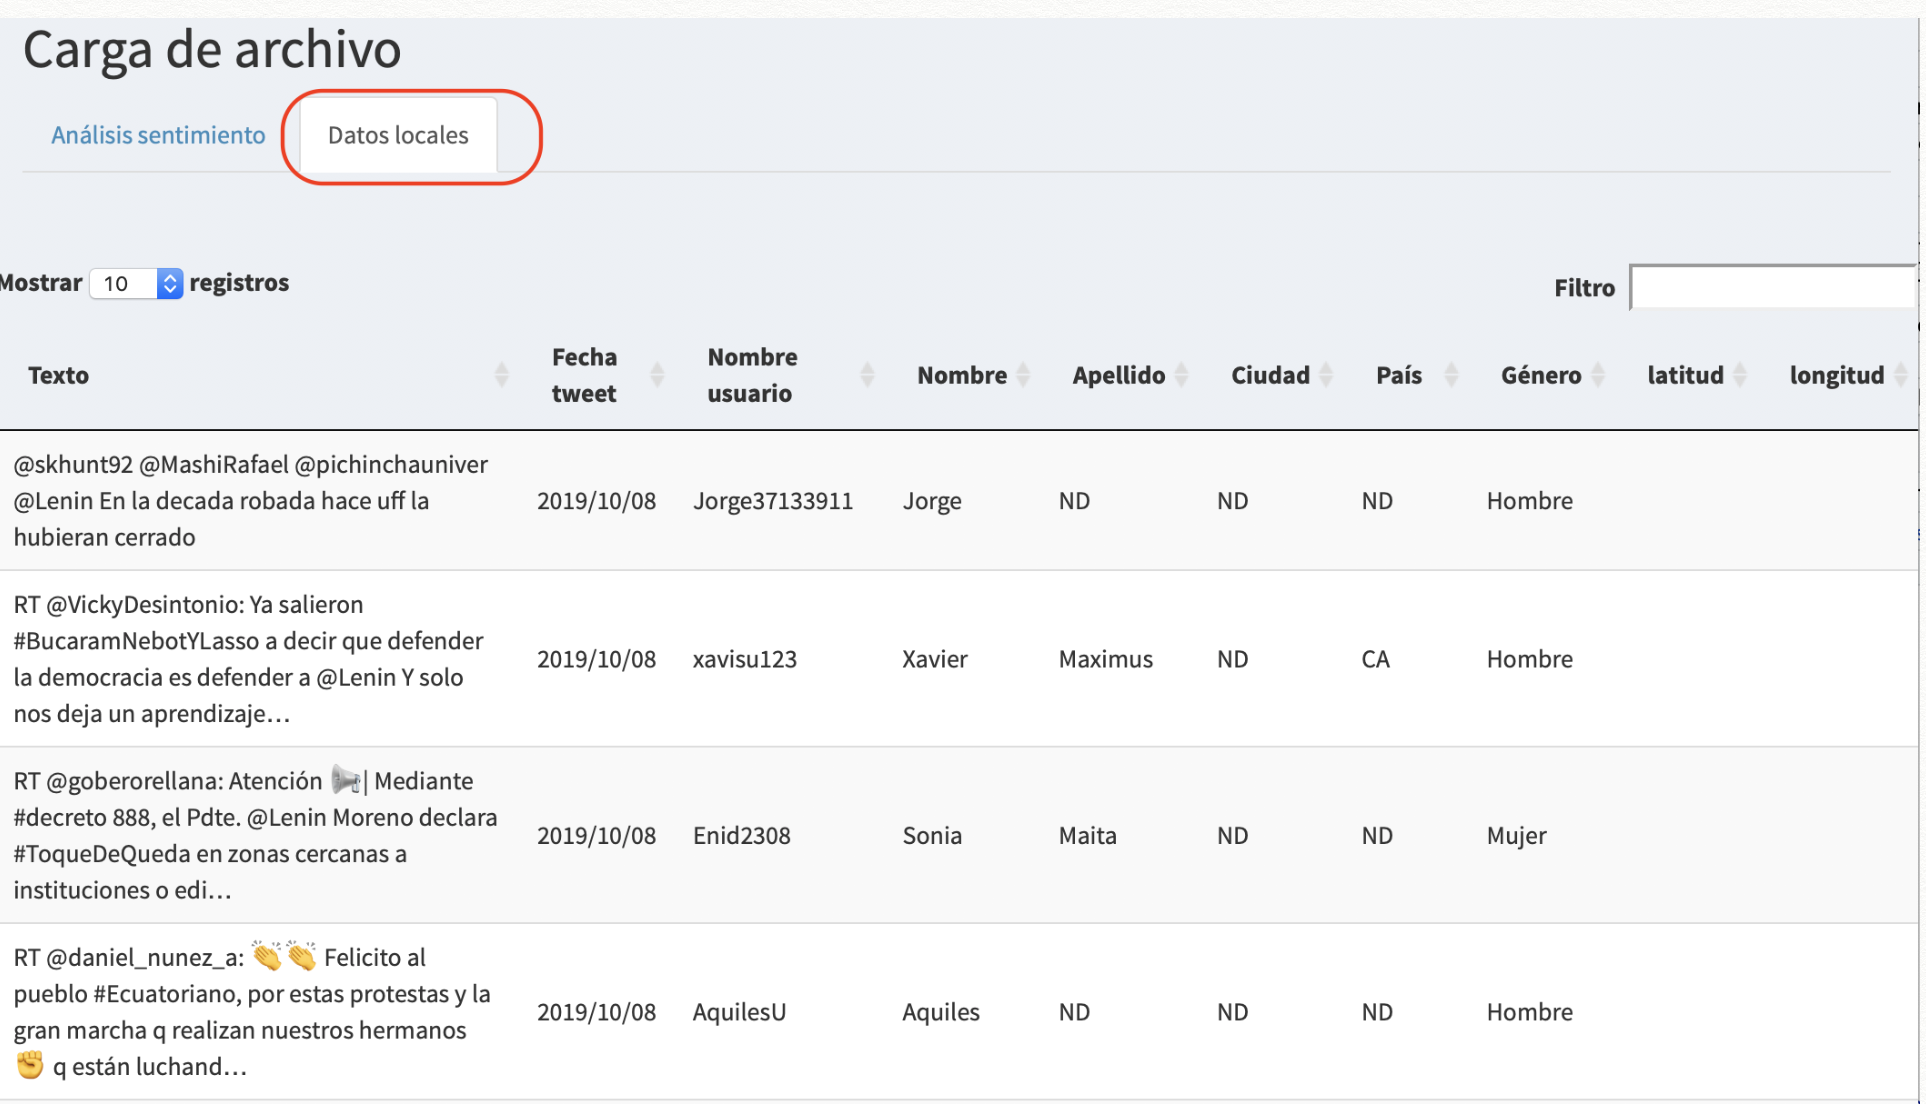 Carga de archivo
Análisis sentimiento Datos locales
Mostrar 10 registros Filtro
Texto Fecha tweet Nombre usuario Nombre Apellido Ciudad País Género latitud longitud
@skhunt92 @MashiRafael @pichinchauniver
@Lenin En la decada robada hace uff la
hubieran cerrado
2019/10/08 Jorge37133911 Jorge ND ND ND Hombre
RT @VickyDesintonio: Ya salieron
#BucaramNebotYLasso a decir que defender
la democracia es defender a @Lenin Y solo
nos deja un aprendizaje…
2019/10/08 xavisu123 Xavier Maximus ND CA Hombre
RT @goberorellana: Atención 📢| Mediante
#decreto 888, el Pdte. @Lenin Moreno declara
#ToqueDeQueda en zonas cercanas a
instituciones o edi…
2019/10/08 Enid2308 Sonia Maita ND ND Mujer
RT @daniel_nunez_a: 👏👏 Felicito al
pueblo #Ecuatoriano, por estas protestas y la
gran marcha q realizan nuestros hermanos
✊ q están luchand…
2019/10/08 AquilesU Aquiles ND ND ND Hombre